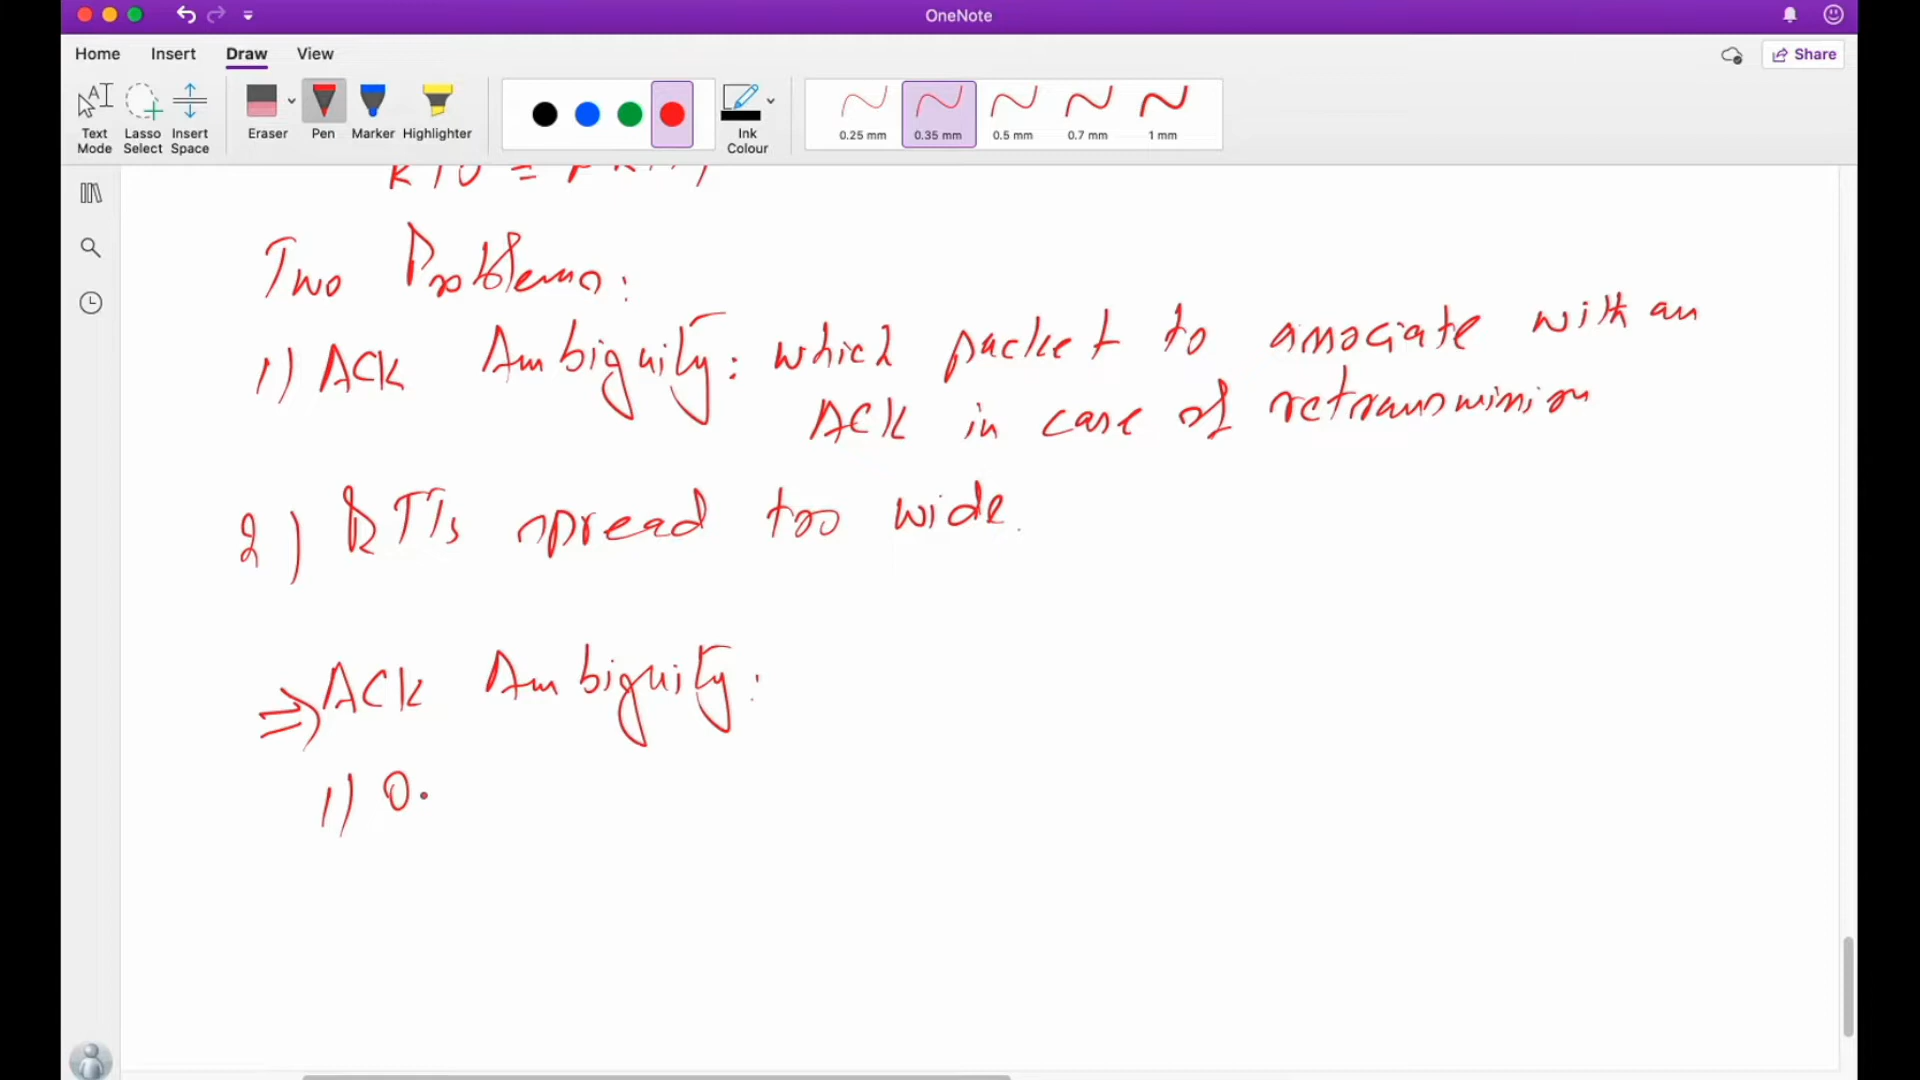 OneNote
Home Insert Draw View
Share
Text Mode
Lasso Select
Insert Space
Eraser
Pen
Marker
Highlighter
Ink Colour
0.25 mm
0.35 mm
0.5 mm
0.7 mm
1 mm
RTO =
Two Problems:
1) ACK Ambiguity: which packet to associate with an
ACK in case of retransmission
2) RTTs spread too wide.
⇒ ACK Ambiguity:
1) O